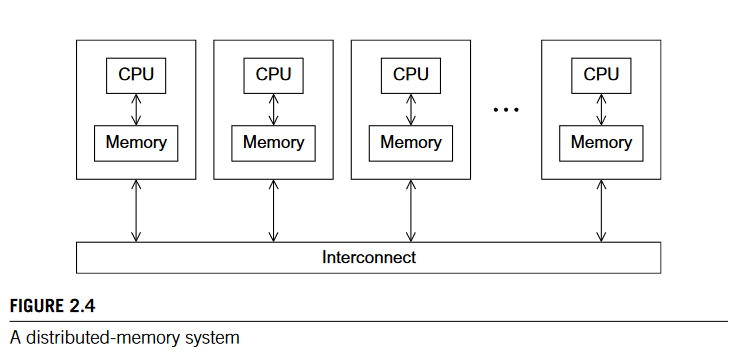 CPU CPU CPU CPU
...
Memory Memory Memory Memory
Interconnect
FIGURE 2.4
A distributed-memory system